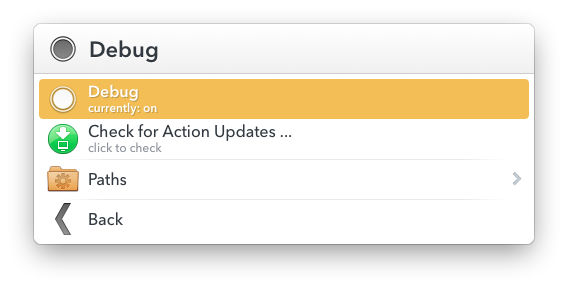 Debug
Debug
currently: on
Check for Action Updates ...
click to check
Paths
Back